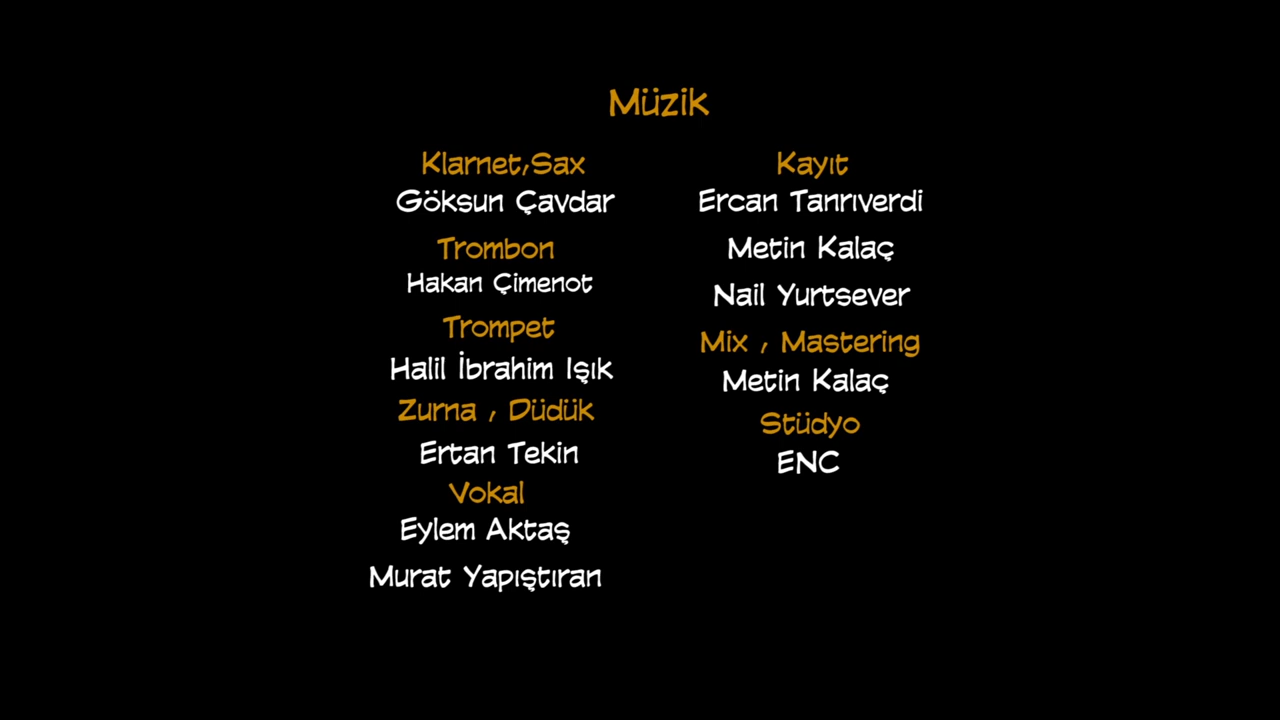 Müzik
Klarnet,Sax
Göksun Çavdar
Trombon
Hakan Çimenot
Trompet
Halil İbrahim Işık
Zurna , Düdük
Ertan Tekin
Vokal
Eylem Aktaş
Murat Yapıştıran
Kayıt
Ercan Tanrıverdi
Metin Kalaç
Nail Yurtsever
Mix , Mastering
Metin Kalaç
Stüdyo
ENC